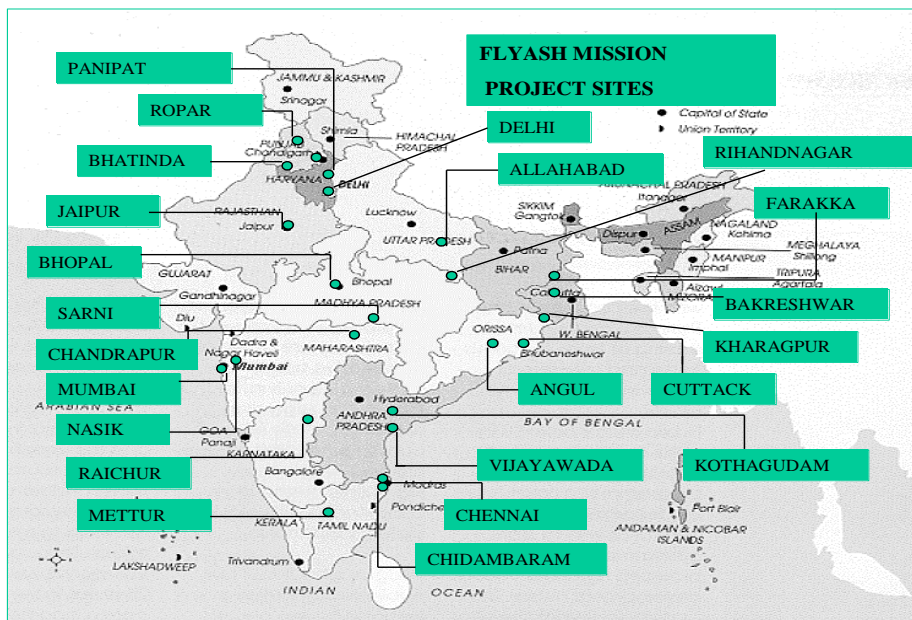 FLYASH MISSION
PROJECT SITES
PANIPAT
ROPAR
BHATINDA
JAIPUR
BHOPAL
SARNI
CHANDRAPUR
MUMBAI
NASIK
RAICHUR
METTUR
DELHI
ALLAHABAD
RIHANDNAGAR
FARAKKA
BAKRESHWAR
KHARAGPUR
CUTTACK
ANGUL
VIJAYAWADA
KOTHAGUDAM
CHENNAI
CHIDAMBARAM
Capital of State
Union Territory
JAMMU & KASHMIR
Srinagar
Shimla
HIMACHAL
PRADESH
Chandigarh
HARYANA
DELHI
RAJASTHAN
Jaipur
Lucknow
UTTAR PRADESH
SIKKIM
Gangtok
Itanagar
ASSAM
Dispur
NAGALAND
Kohima
MEGHALAYA
Shillong
MANIPUR
Imphal
TRIPURA
Agartala
Aizawl
Patna
BIHAR
W. BENGAL
GUJARAT
Gandhinagar
Bhopal
MADHYA PRADESH
Diu
Dadra &
Nagar Haveli
MAHARASHTRA
Mumbai
ORISSA
Bhubaneshwar
ARABIAN SEA
Hyderabad
ANDHRA
PRADESH
BAY OF BENGAL
GOA
Panaji
KARNATAKA
Bangalore
Madras
KERALA
TAMIL NADU
Port Blair
ANDAMAN & NICOBAR
ISLANDS
LAKSHADWEEP
Trivandrum
INDIAN
OCEAN